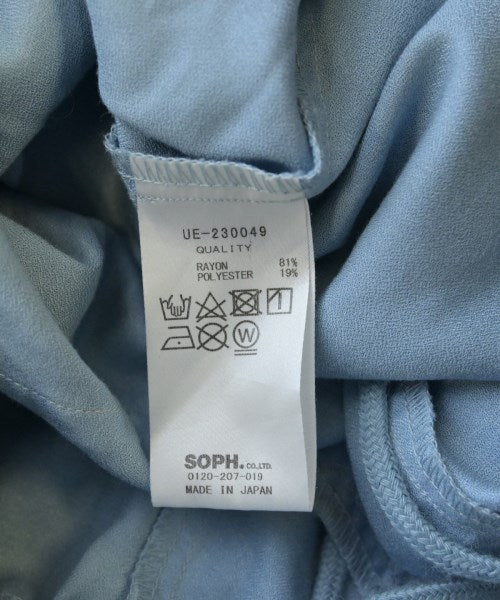 UE-230049
QUALITY
RAYON 81%
POLYESTER 19%
W
SOPH. CO.,LTD.
0120-207-019
MADE IN JAPAN